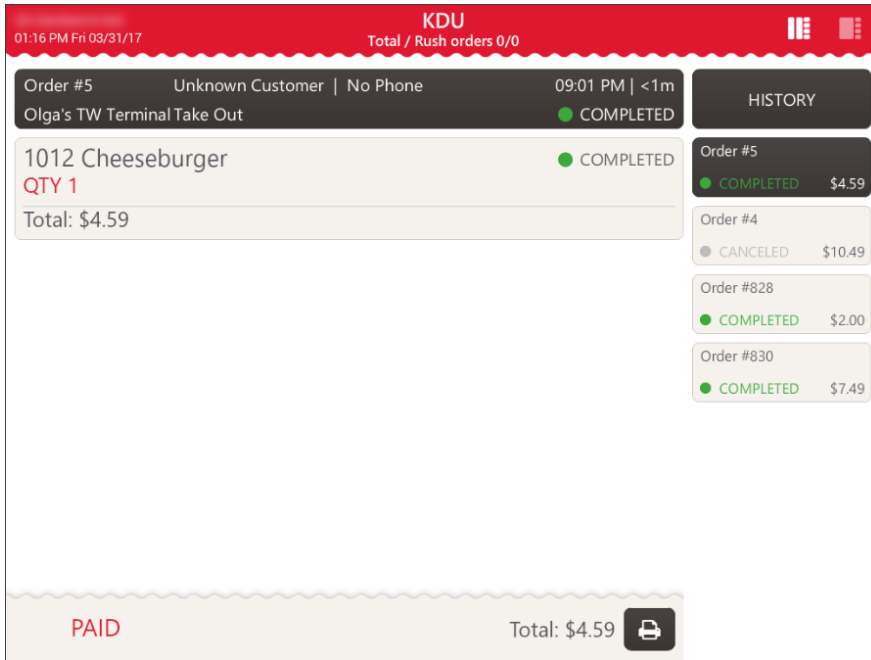 KDU
01:16 PM Fri 03/31/17
Total / Rush orders 0/0
Order #5 Unknown Customer | No Phone 09:01 PM | <1m
Olga's TW Terminal Take Out COMPLETED
1012 Cheeseburger COMPLETED
QTY 1
Total: $4.59
HISTORY
Order #5
COMPLETED $4.59
Order #4
CANCELED $10.49
Order #828
COMPLETED $2.00
Order #830
COMPLETED $7.49
PAID Total: $4.59